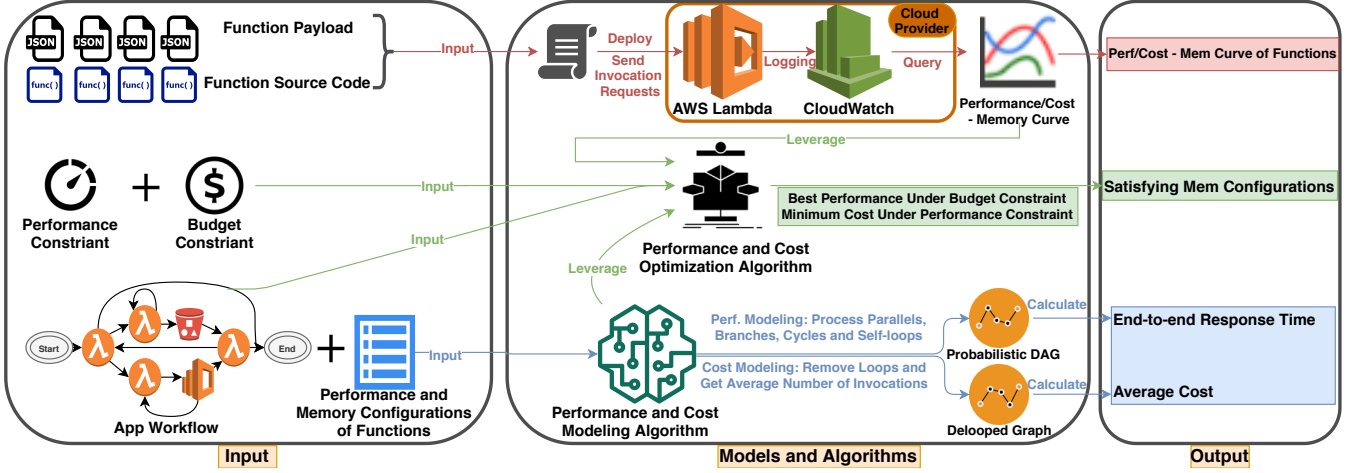 JSON
JSON
JSON
JSON
Function Payload
func( )
func( )
func( )
func( )
Function Source Code
Input
Deploy
Send
Invocation
Requests
AWS Lambda
Logging
CloudWatch
Cloud
Provider
Query
Performance/Cost
- Memory Curve
Perf/Cost - Mem Curve of Functions
Leverage
Performance
Constriant
+
$
Budget
Constriant
Input
Input
Performance and Cost
Optimization Algorithm
Best Performance Under Budget Constraint
Minimum Cost Under Performance Constraint
Satisfying Mem Configurations
Leverage
Start
λ
λ
λ
λ
End
App Workflow
+
Performance and
Memory Configurations
of Functions
Input
Performance and Cost
Modeling Algorithm
Perf. Modeling: Process Parallels,
Branches, Cycles and Self-loops
Cost Modeling: Remove Loops and
Get Average Number of Invocations
Probabilistic DAG
Calculate
Delooped Graph
Calculate
End-to-end Response Time
Average Cost
Input
Models and Algorithms
Output